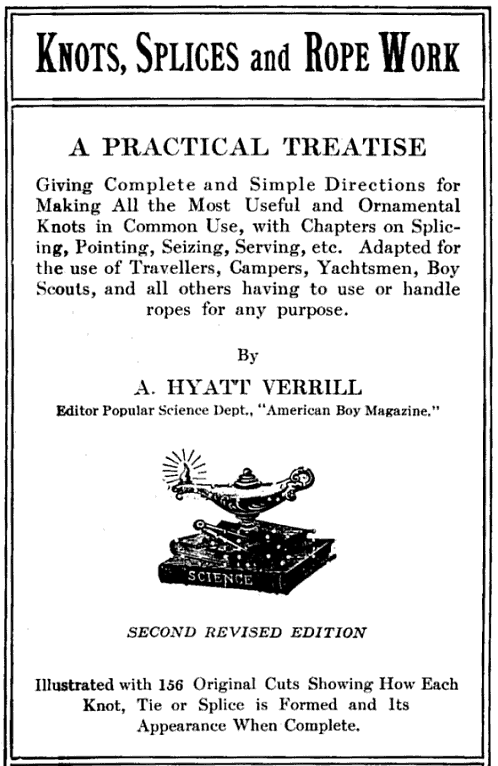 KNOTS, SPLICES and ROPE WORK
A PRACTICAL TREATISE
Giving Complete and Simple Directions for
Making All the Most Useful and Ornamental
Knots in Common Use, with Chapters on Splic-
ing, Pointing, Seizing, Serving, etc. Adapted for
the use of Travellers, Campers, Yachtsmen, Boy
Scouts, and all others having to use or handle
ropes for any purpose.
By
A. HYATT VERRILL
Editor Popular Science Dept., "American Boy Magazine."
SCIENCE
SECOND REVISED EDITION
Illustrated with 156 Original Cuts Showing How Each
Knot, Tie or Splice is Formed and Its
Appearance When Complete.